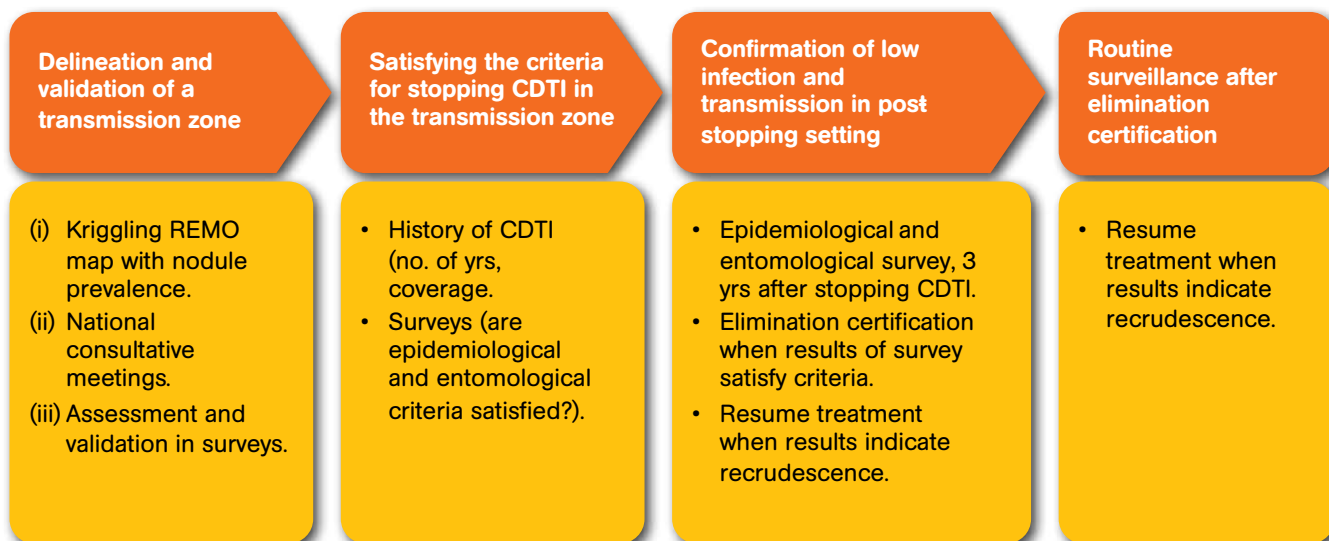 Delineation and
validation of a
transmission zone
Satisfying the criteria
for stopping CDTI in
the transmission zone
Confirmation of low
infection and
transmission in post
stopping setting
Routine
surveillance after
elimination
certification
(i) Kriggling REMO
map with nodule
prevalence.
(ii) National
consultative
meetings.
(iii) Assessment and
validation in surveys.
• History of CDTI
(no. of yrs,
coverage.
• Surveys (are
epidemiological
and entomological
criteria satisfied?).
• Epidemiological and
entomological survey, 3
yrs after stopping CDTI.
• Elimination certification
when results of survey
satisfy criteria.
• Resume treatment
when results indicate
recrudescence.
• Resume
treatment when
results indicate
recrudescence.